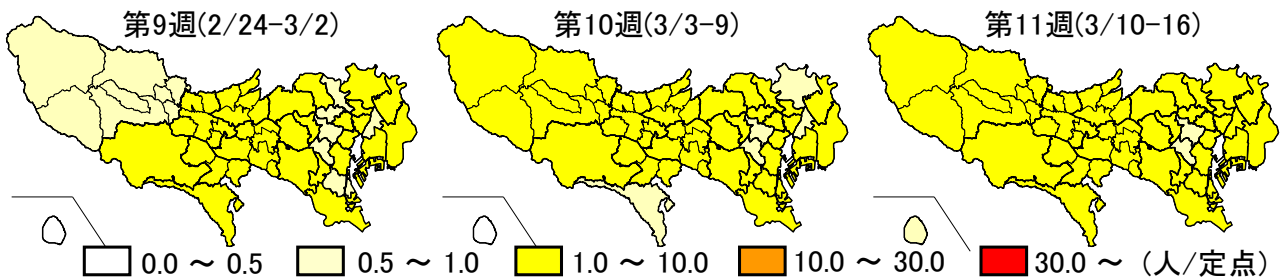 第9週(2/24-3/2)
第10週(3/3-9)
第11週(3/10-16)
0.0 ～ 0.5
0.5 ～ 1.0
1.0 ～ 10.0
10.0 ～ 30.0
30.0 ～ (人/定点)